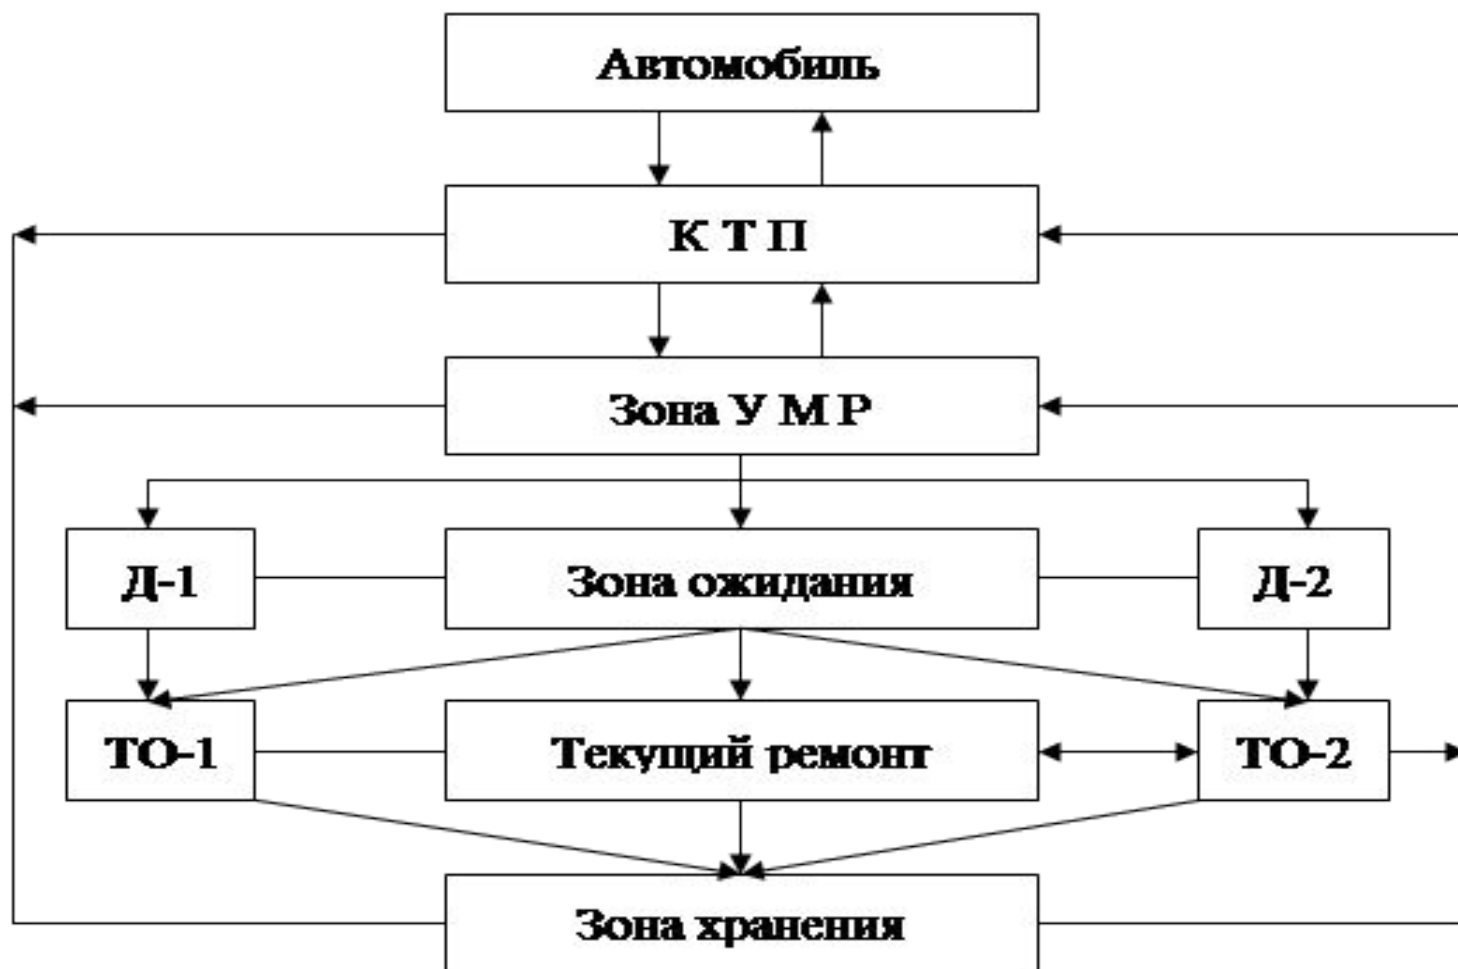 Автомобиль
К Т П
Зона У М Р
Д-1
Зона ожидания
Д-2
ТО-1
Текущий ремонт
ТО-2
Зона хранения